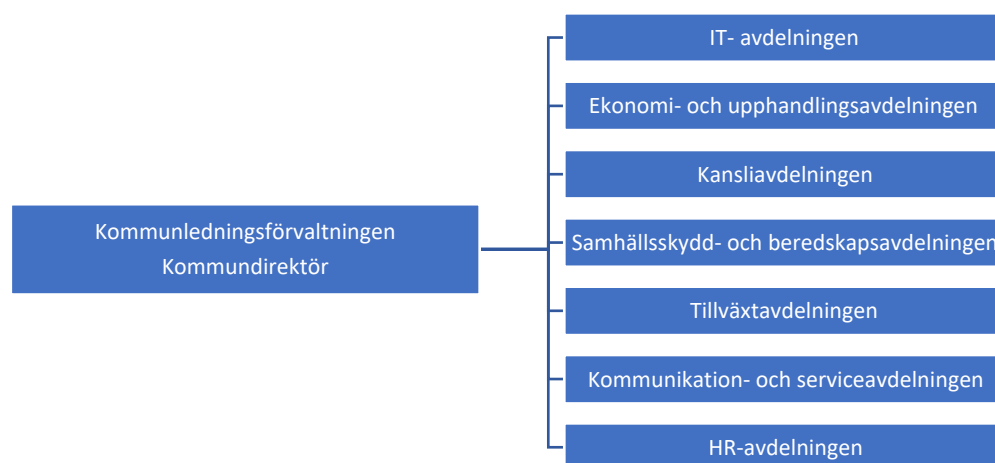 IT- avdelningen
Ekonomi- och upphandlingsavdelningen
Kansliavdelningen
Kommunledningsförvaltningen
Kommundirektör
Samhällsskydd- och beredskapsavdelningen
Tillväxtavdelningen
Kommunikation- och serviceavdelningen
HR-avdelningen